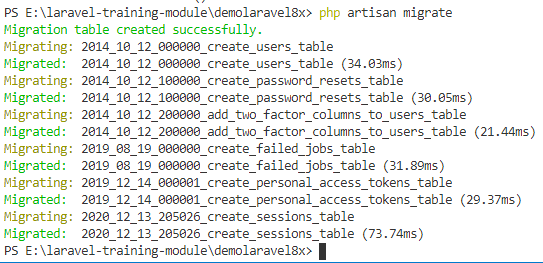 PS E:\laravel-training-module\demolaravel8x> php artisan migrate
Migration table created successfully.
Migrating: 2014_10_12_000000_create_users_table
Migrated:  2014_10_12_000000_create_users_table (34.03ms)
Migrating: 2014_10_12_100000_create_password_resets_table
Migrated:  2014_10_12_100000_create_password_resets_table (30.05ms)
Migrating: 2014_10_12_200000_add_two_factor_columns_to_users_table
Migrated:  2014_10_12_200000_add_two_factor_columns_to_users_table (21.44ms)
Migrating: 2019_08_19_000000_create_failed_jobs_table
Migrated:  2019_08_19_000000_create_failed_jobs_table (31.89ms)
Migrating: 2019_12_14_000001_create_personal_access_tokens_table
Migrated:  2019_12_14_000001_create_personal_access_tokens_table (29.37ms)
Migrating: 2020_12_13_205026_create_sessions_table
Migrated:  2020_12_13_205026_create_sessions_table (73.74ms)
PS E:\laravel-training-module\demolaravel8x>